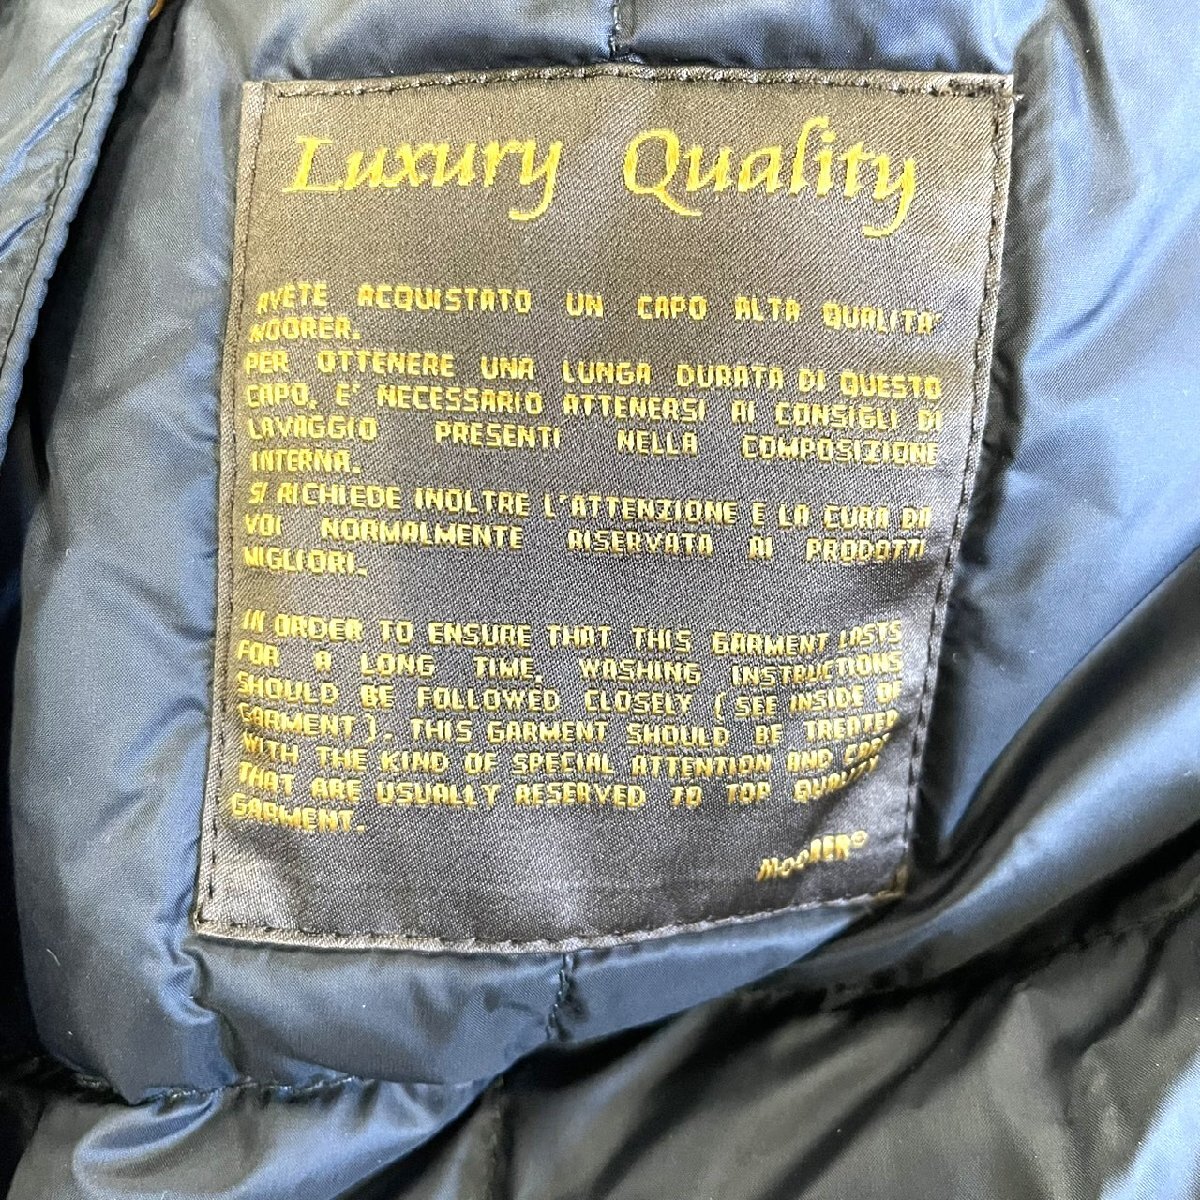 Luxury Quality
AVETE ACQUISTATO UN CAPO ALTA QUALITA'
MOORER.
PER OTTENERE UNA LUNGA DURATA DI QUESTO
CAPO, E' NECESSARIO ATTENERSI AI CONSIGLI DI
LAVAGGIO PRESENTI NELLA COMPOSIZIONE
INTERNA.
SI RICHIEDE INOLTRE L'ATTENZIONE E LA CURA DA
VOI NORMALMENTE RISERVATA AI PRODOTTI
MIGLIORI.
IN ORDER TO ENSURE THAT THIS GARMENT LASTS
FOR A LONG TIME, WASHING INSTRUCTIONS
SHOULD BE FOLLOWED CLOSELY ( SEE INSIDE OF
GARMENT ). THIS GARMENT SHOULD BE TREATED
WITH THE KIND OF SPECIAL ATTENTION AND CARE
THAT ARE USUALLY RESERVED TO TOP QUALITY
GARMENT.
MOORER®